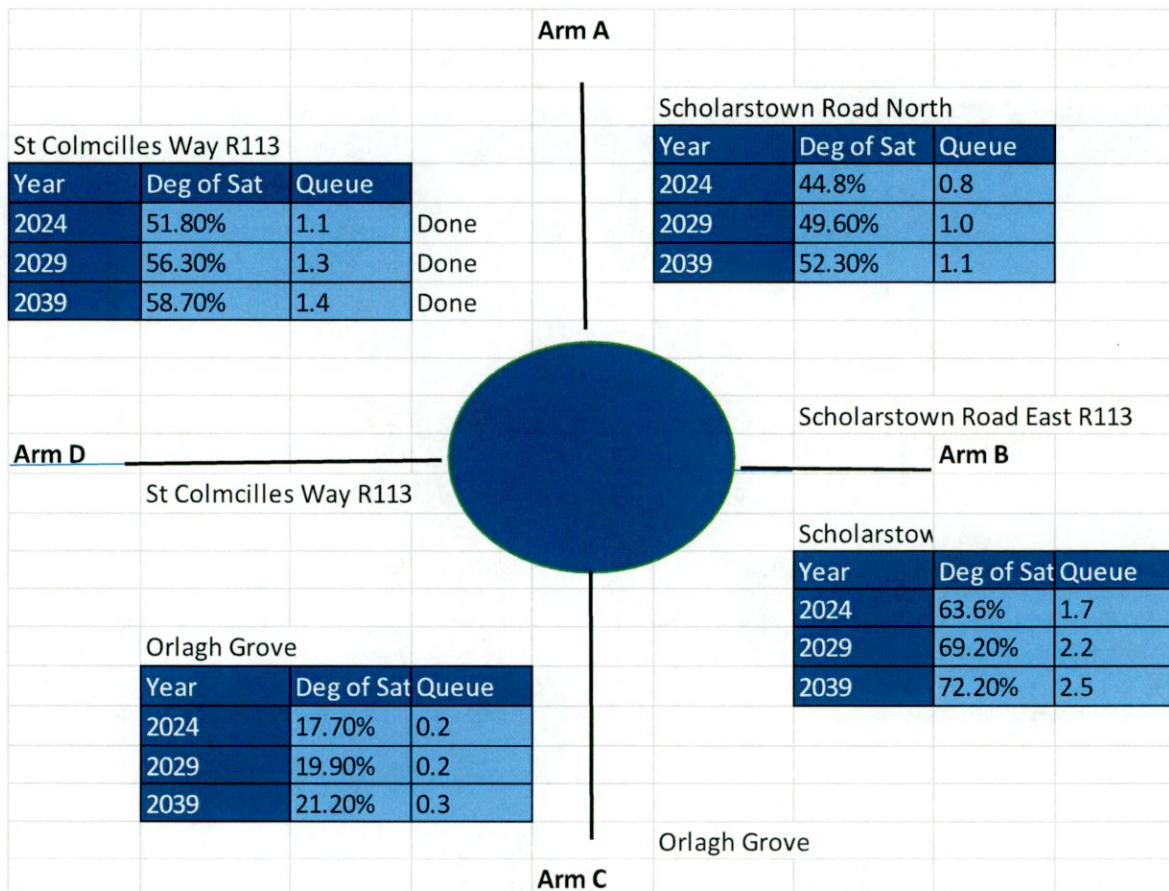 Arm A
St Colmcilles Way R113
Year Deg of Sat Queue
2024 51.80% 1.1 Done
2029 56.30% 1.3 Done
2039 58.70% 1.4 Done
Scholarstown Road North
Year Deg of Sat Queue
2024 44.8% 0.8
2029 49.60% 1.0
2039 52.30% 1.1
Scholarstown Road East R113
Arm D
Arm B
St Colmcilles Way R113
Scholarstow
Year Deg of Sat Queue
2024 63.6% 1.7
2029 69.20% 2.2
2039 72.20% 2.5
Orlagh Grove
Year Deg of Sat Queue
2024 17.70% 0.2
2029 19.90% 0.2
2039 21.20% 0.3
Orlagh Grove
Arm C